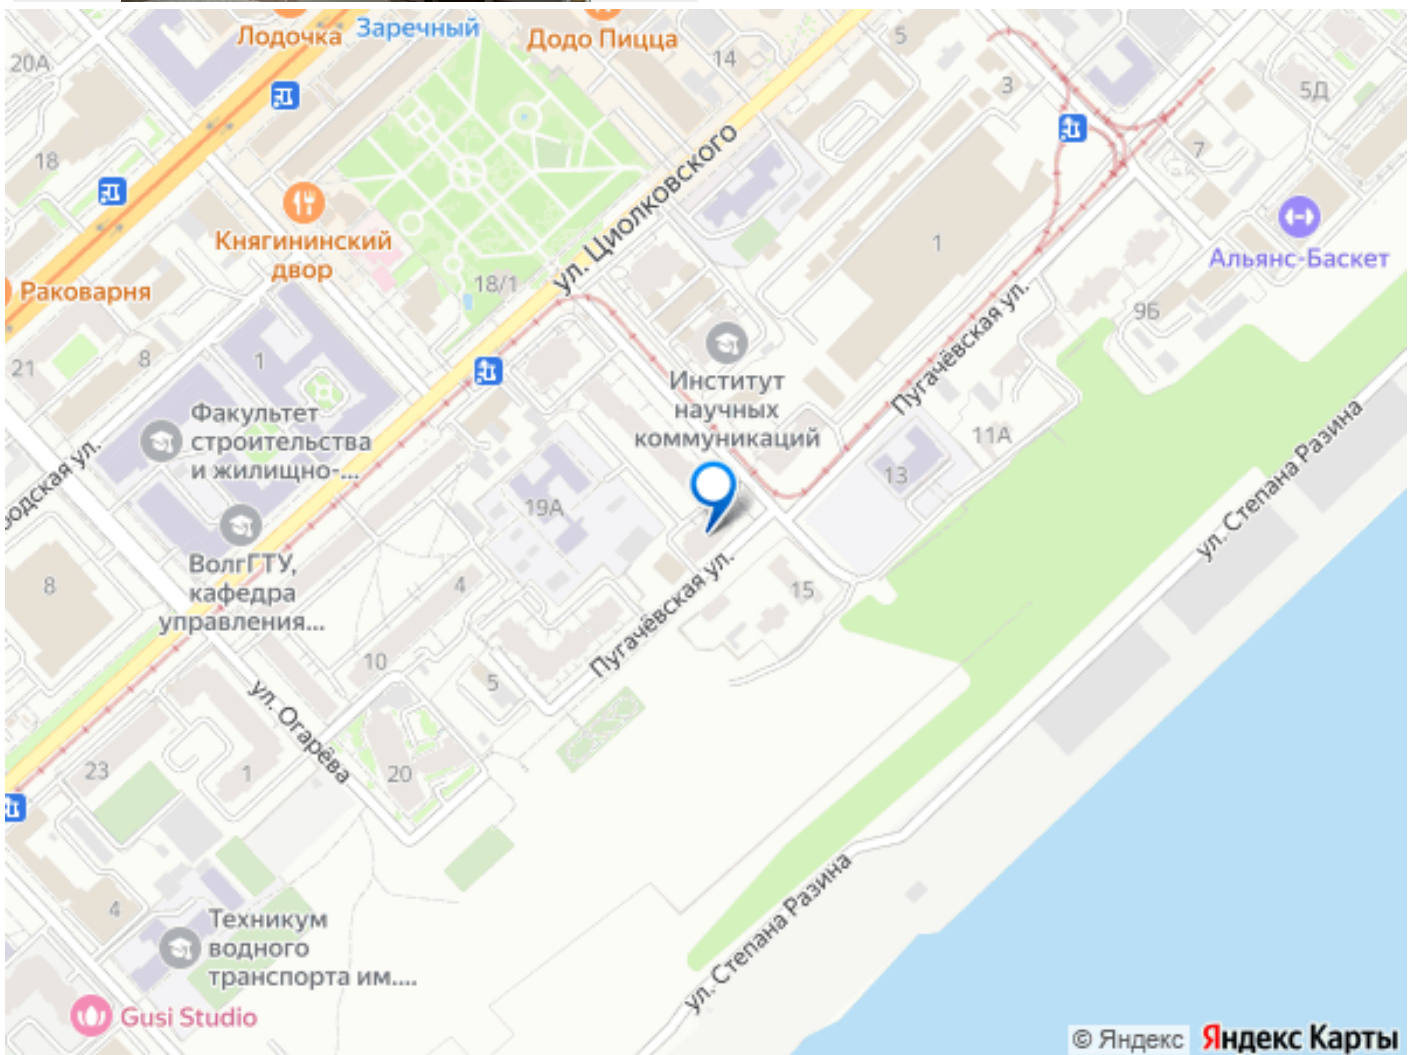 Лодочка
Заречный
Додо Пицца
20А
14
5
3
5Д
18
7
ул. Циолковского
Княгининский
двор
1
Альянс-Баскет
Раковарня
18/1
9Б
Пугачёвская ул.
21
8
1
Институт
научных
коммуникаций
Факультет
строительства
и жилищно-...
11А
13
ул. Степана Разина
одская ул.
19А
ВолгГТУ,
кафедра
управления...
8
4
15
Пугачёвская ул.
10
5
ул. Огарёва
23
1
20
ул. Степана Разина
4
Техникум
водного
транспорта им....
Gusi Studio
© Яндекс Яндекс Карты